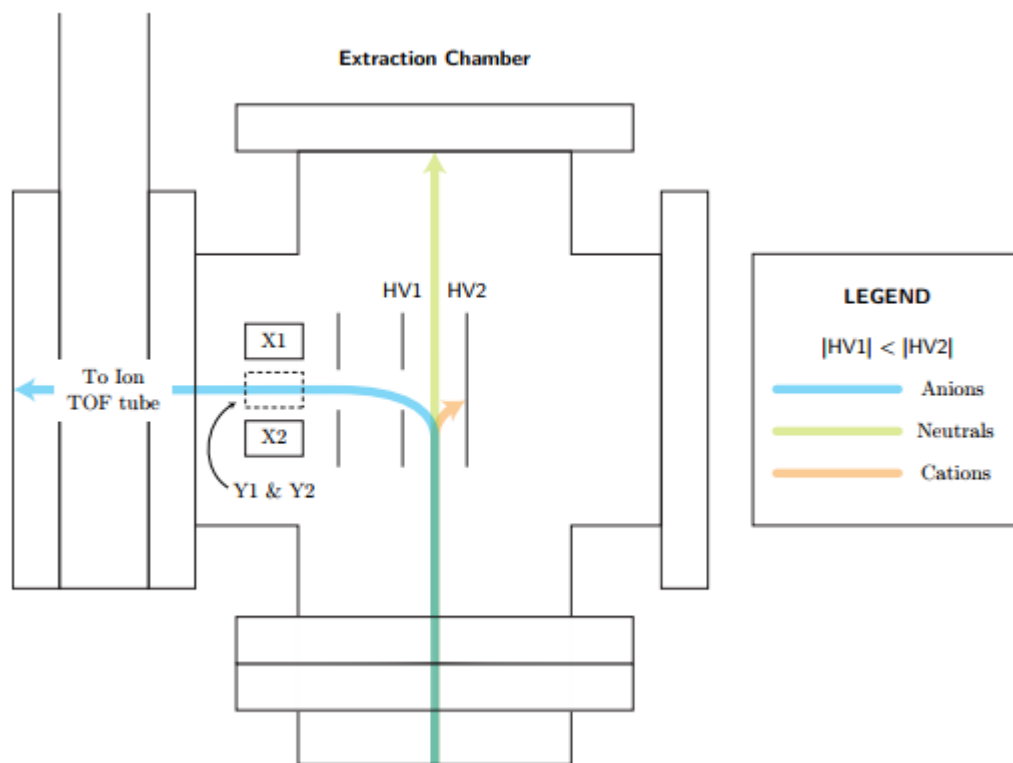 Extraction Chamber
HV1
HV2
X1
To Ion
TOF tube
X2
Y1 & Y2
LEGEND
|HV1| < |HV2|
Anions
Neutrals
Cations